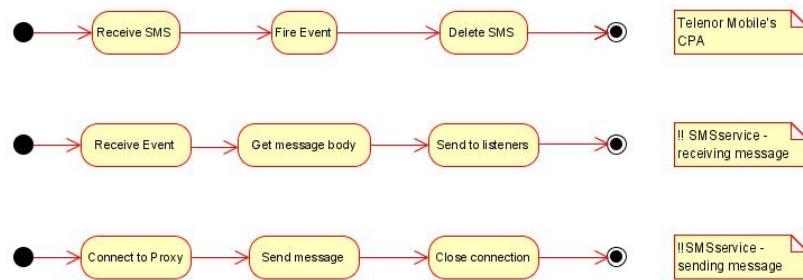 Receive SMS
Fire Event
Delete SMS
Telenor Mobile's
CPA
Receive Event
Get message body
Send to listeners
!! SMSservice -
receiving message
Connect to Proxy
Send message
Close connection
!!SMSservice -
sending message